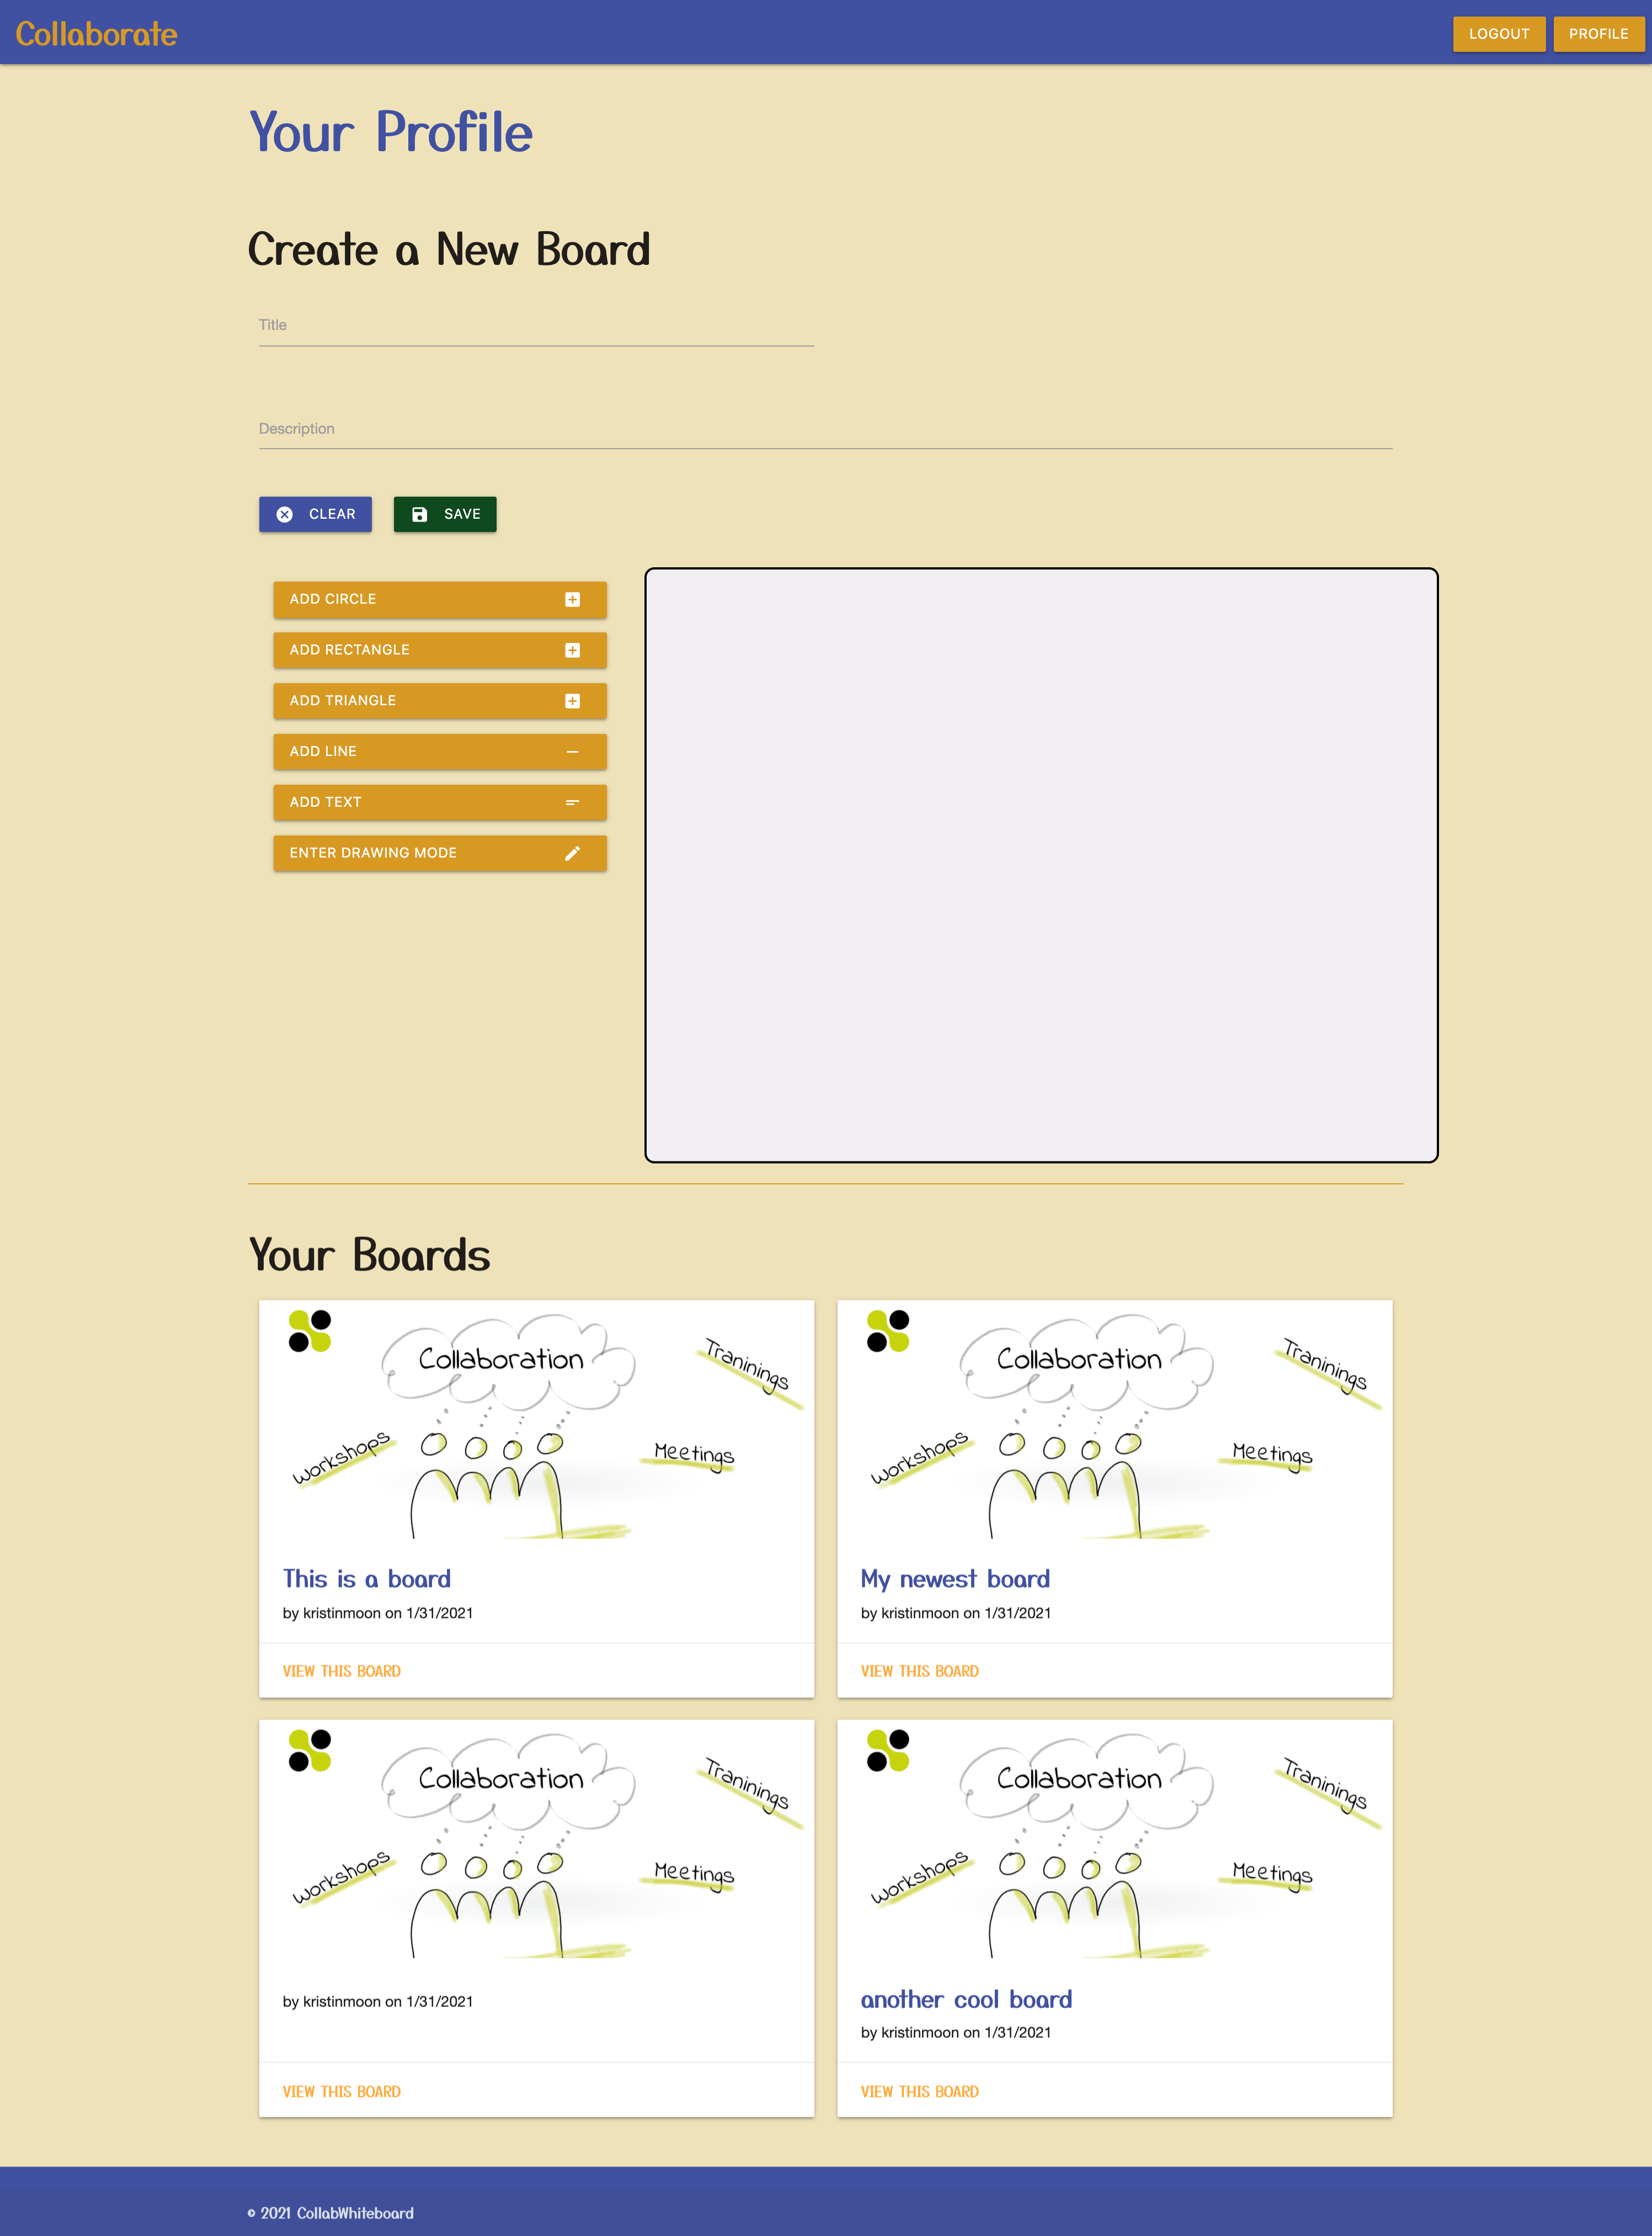 Collaborate
LOGOUT PROFILE
Your Profile
Create a New Board
Title
Description
CLEAR SAVE
ADD CIRCLE
ADD RECTANGLE
ADD TRIANGLE
ADD LINE
ADD TEXT
ENTER DRAWING MODE
Your Boards
Collaboration
Traninings
Workshops
Meetings
This is a board
by kristinmoon on 1/31/2021
VIEW THIS BOARD
Collaboration
Traninings
Workshops
Meetings
My newest board
by kristinmoon on 1/31/2021
VIEW THIS BOARD
Collaboration
Traninings
Workshops
Meetings
by kristinmoon on 1/31/2021
VIEW THIS BOARD
Collaboration
Traninings
Workshops
Meetings
another cool board
by kristinmoon on 1/31/2021
VIEW THIS BOARD
© 2021 CollabWhiteboard